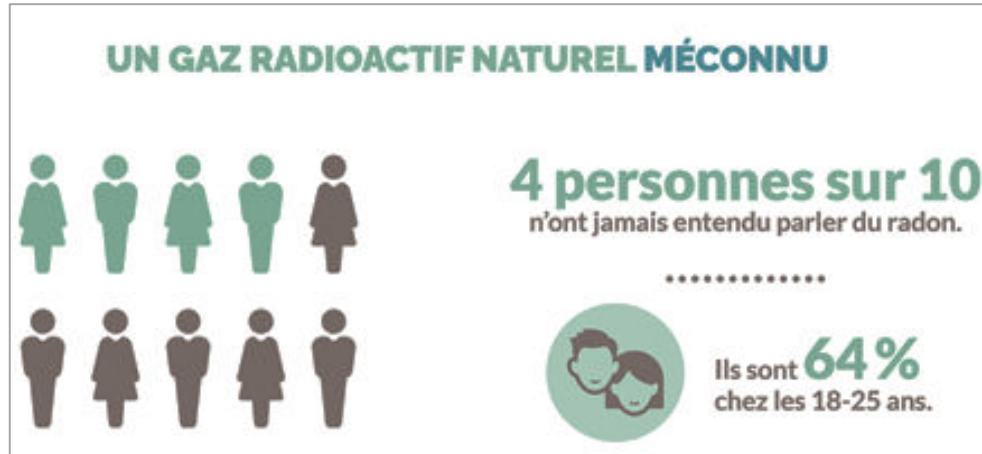 UN GAZ RADIOACTIF NATUREL MÉCONNU
4 personnes sur 10
n'ont jamais entendu parler du radon.
Ils sont 64 %
chez les 18-25 ans.